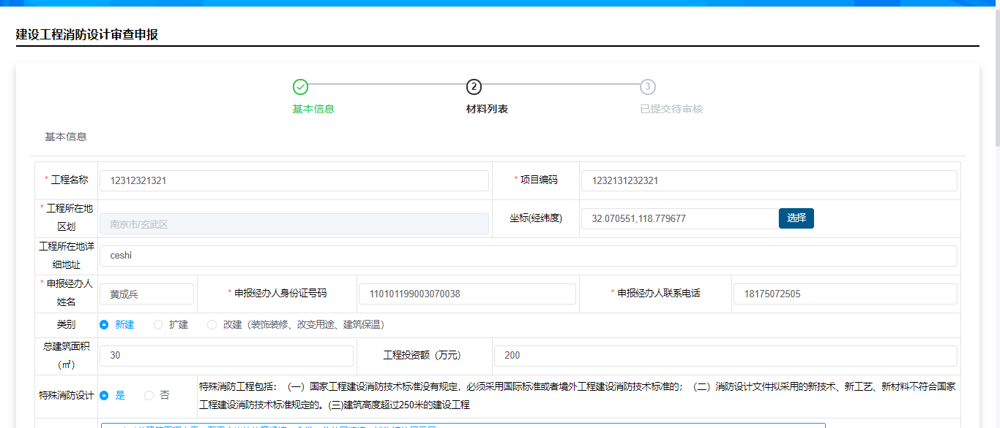 建设工程消防设计审查申报
2 3
基本信息 材料列表 已提交待审核
基本信息
* 工程名称 12312321321 * 项目编码 1232131232321
* 工程所在地
区划 南京市/玄武区 坐标(经纬度) 32.070551,118.779677 选择
工程所在地详
细地址 ceshi
* 申报经办人
姓名 黄成兵 * 申报经办人身份证号码 110101199003070038 * 申报经办人联系电话 18175072505
类别 新建 扩建 改建（装饰装修、改变用途、建筑保温）
总建筑面积
（㎡） 30 工程投资额（万元） 200
特殊消防设计 是 否 特殊消防工程包括：（一）国家工程建设消防技术标准没有规定，必须采用国际标准或者境外工程建设消防技术标准的；（二）消防设计文件拟采用的新技术、新工艺、新材料不符合国家
工程建设消防技术标准规定的。(三)建筑高度超过250米的建设工程